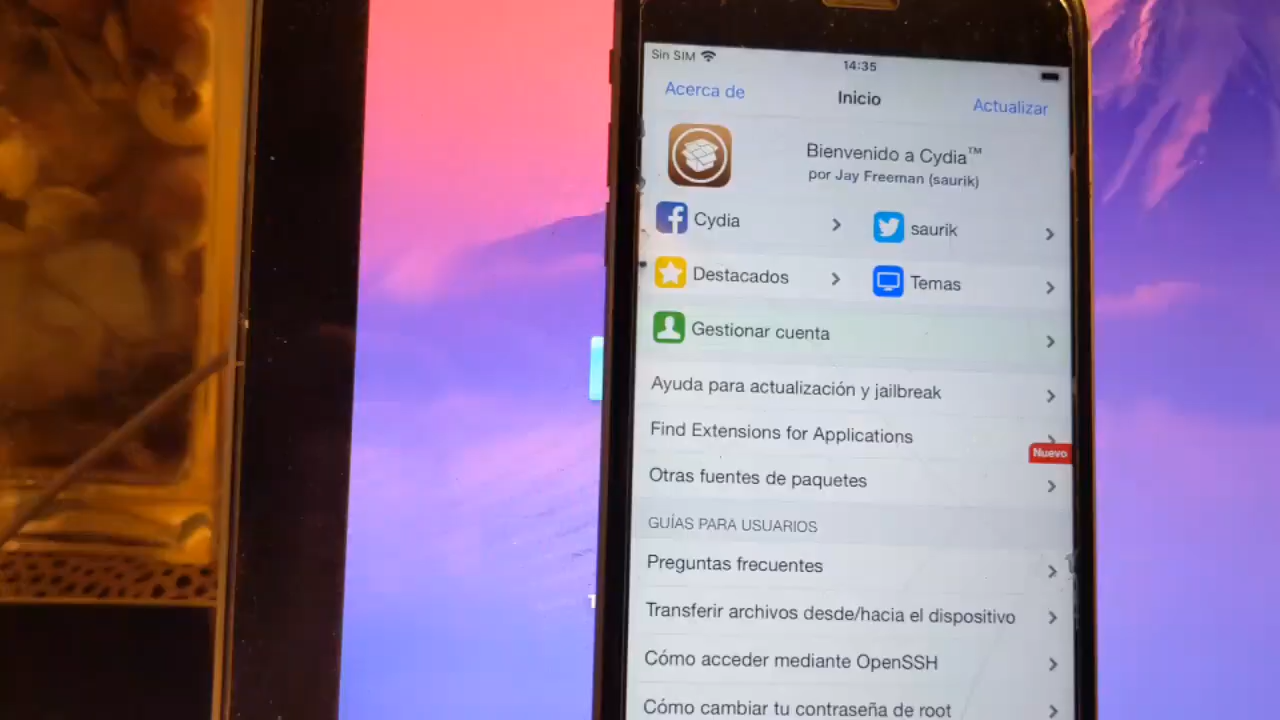 Sin SIM
14:35
Acerca de
Inicio
Actualizar
Bienvenido a Cydia™
por Jay Freeman (saurik)
Cydia
saurik
Destacados
Temas
Gestionar cuenta
Ayuda para actualización y jailbreak
Find Extensions for Applications
Nuevo
Otras fuentes de paquetes
GUÍAS PARA USUARIOS
Preguntas frecuentes
Transferir archivos desde/hacia el dispositivo
Cómo acceder mediante OpenSSH
Cómo cambiar tu contraseña de root